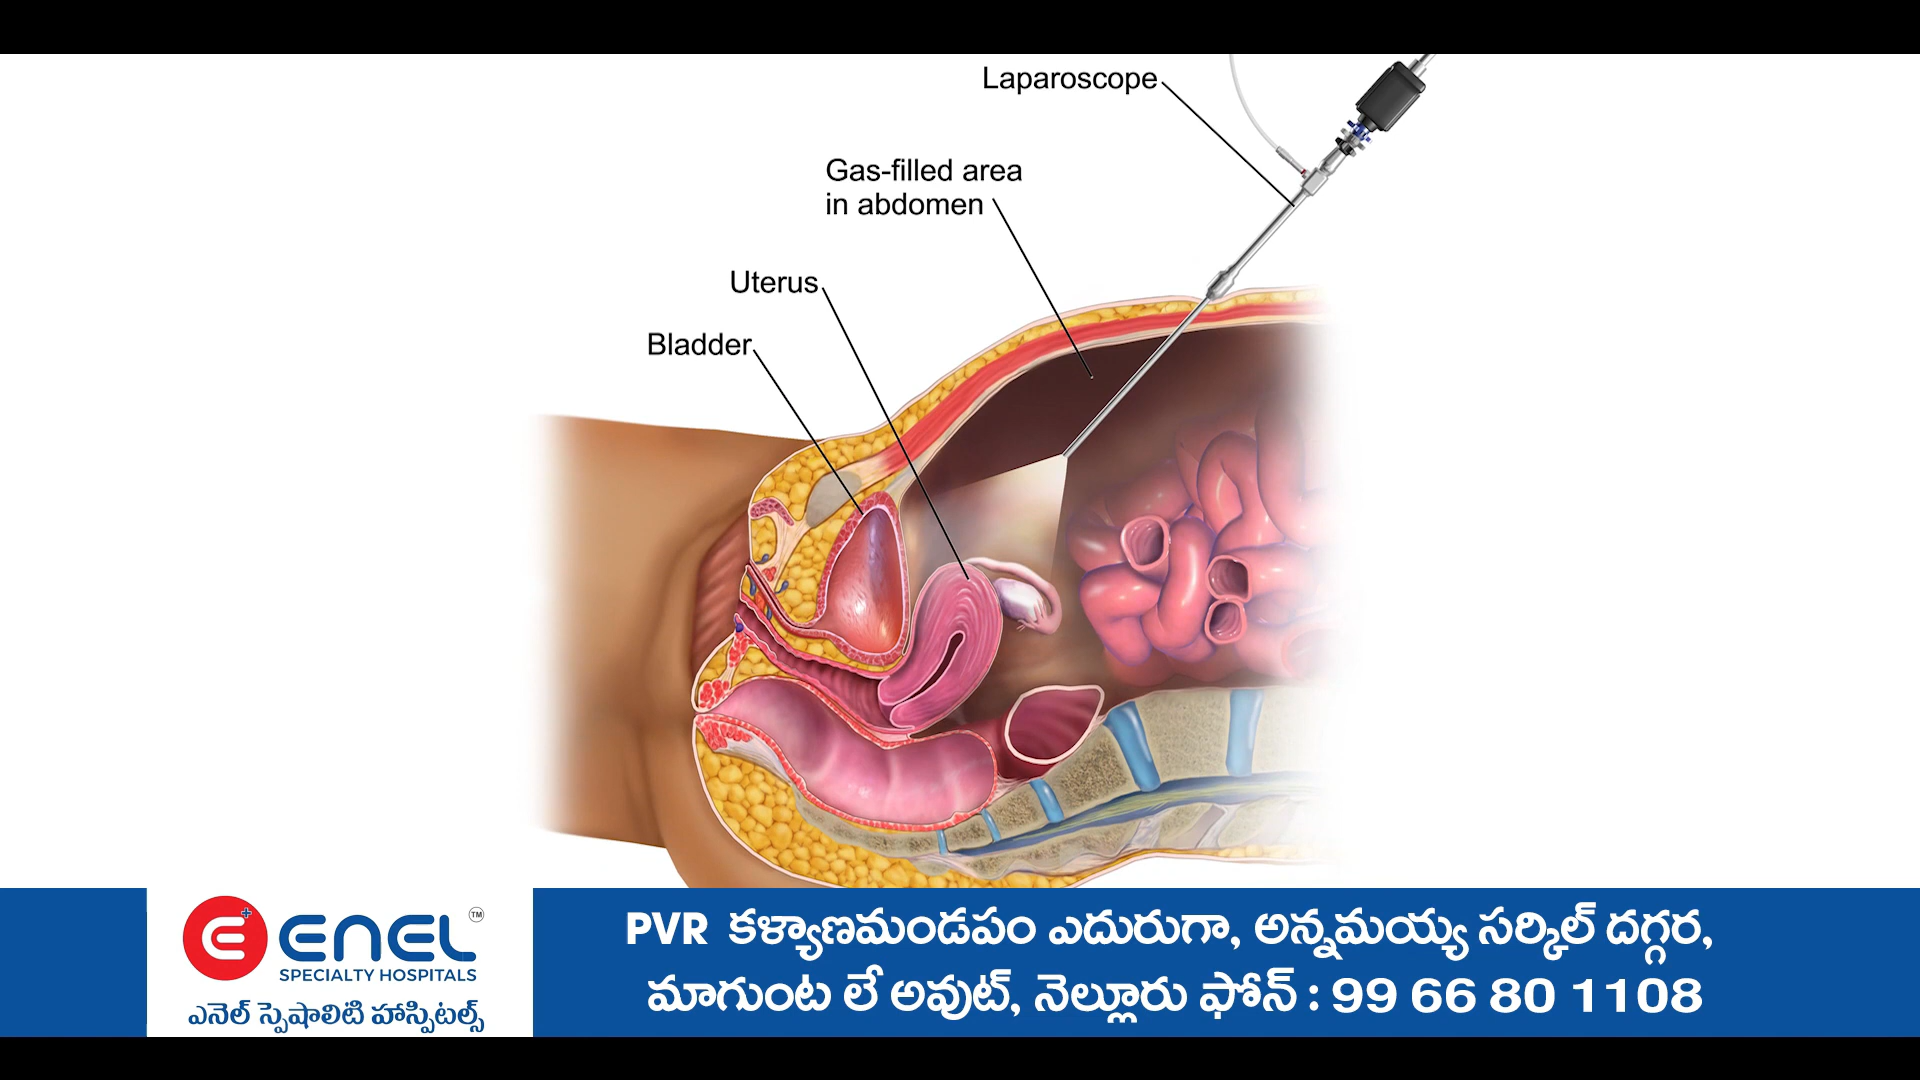 Laparoscope
Gas-filled area
in abdomen
Uterus
Bladder
ENEL TM
SPECIALTY HOSPITALS
ఎనెల్ స్పెషాలిటి హాస్పిటల్స్
PVR కళ్యాణమండపం ఎదురుగా, అన్నమయ్య సర్కిల్ దగ్గర,
మాగుంట లే అవుట్, నెల్లూరు ఫోన్ : 99 66 80 1108